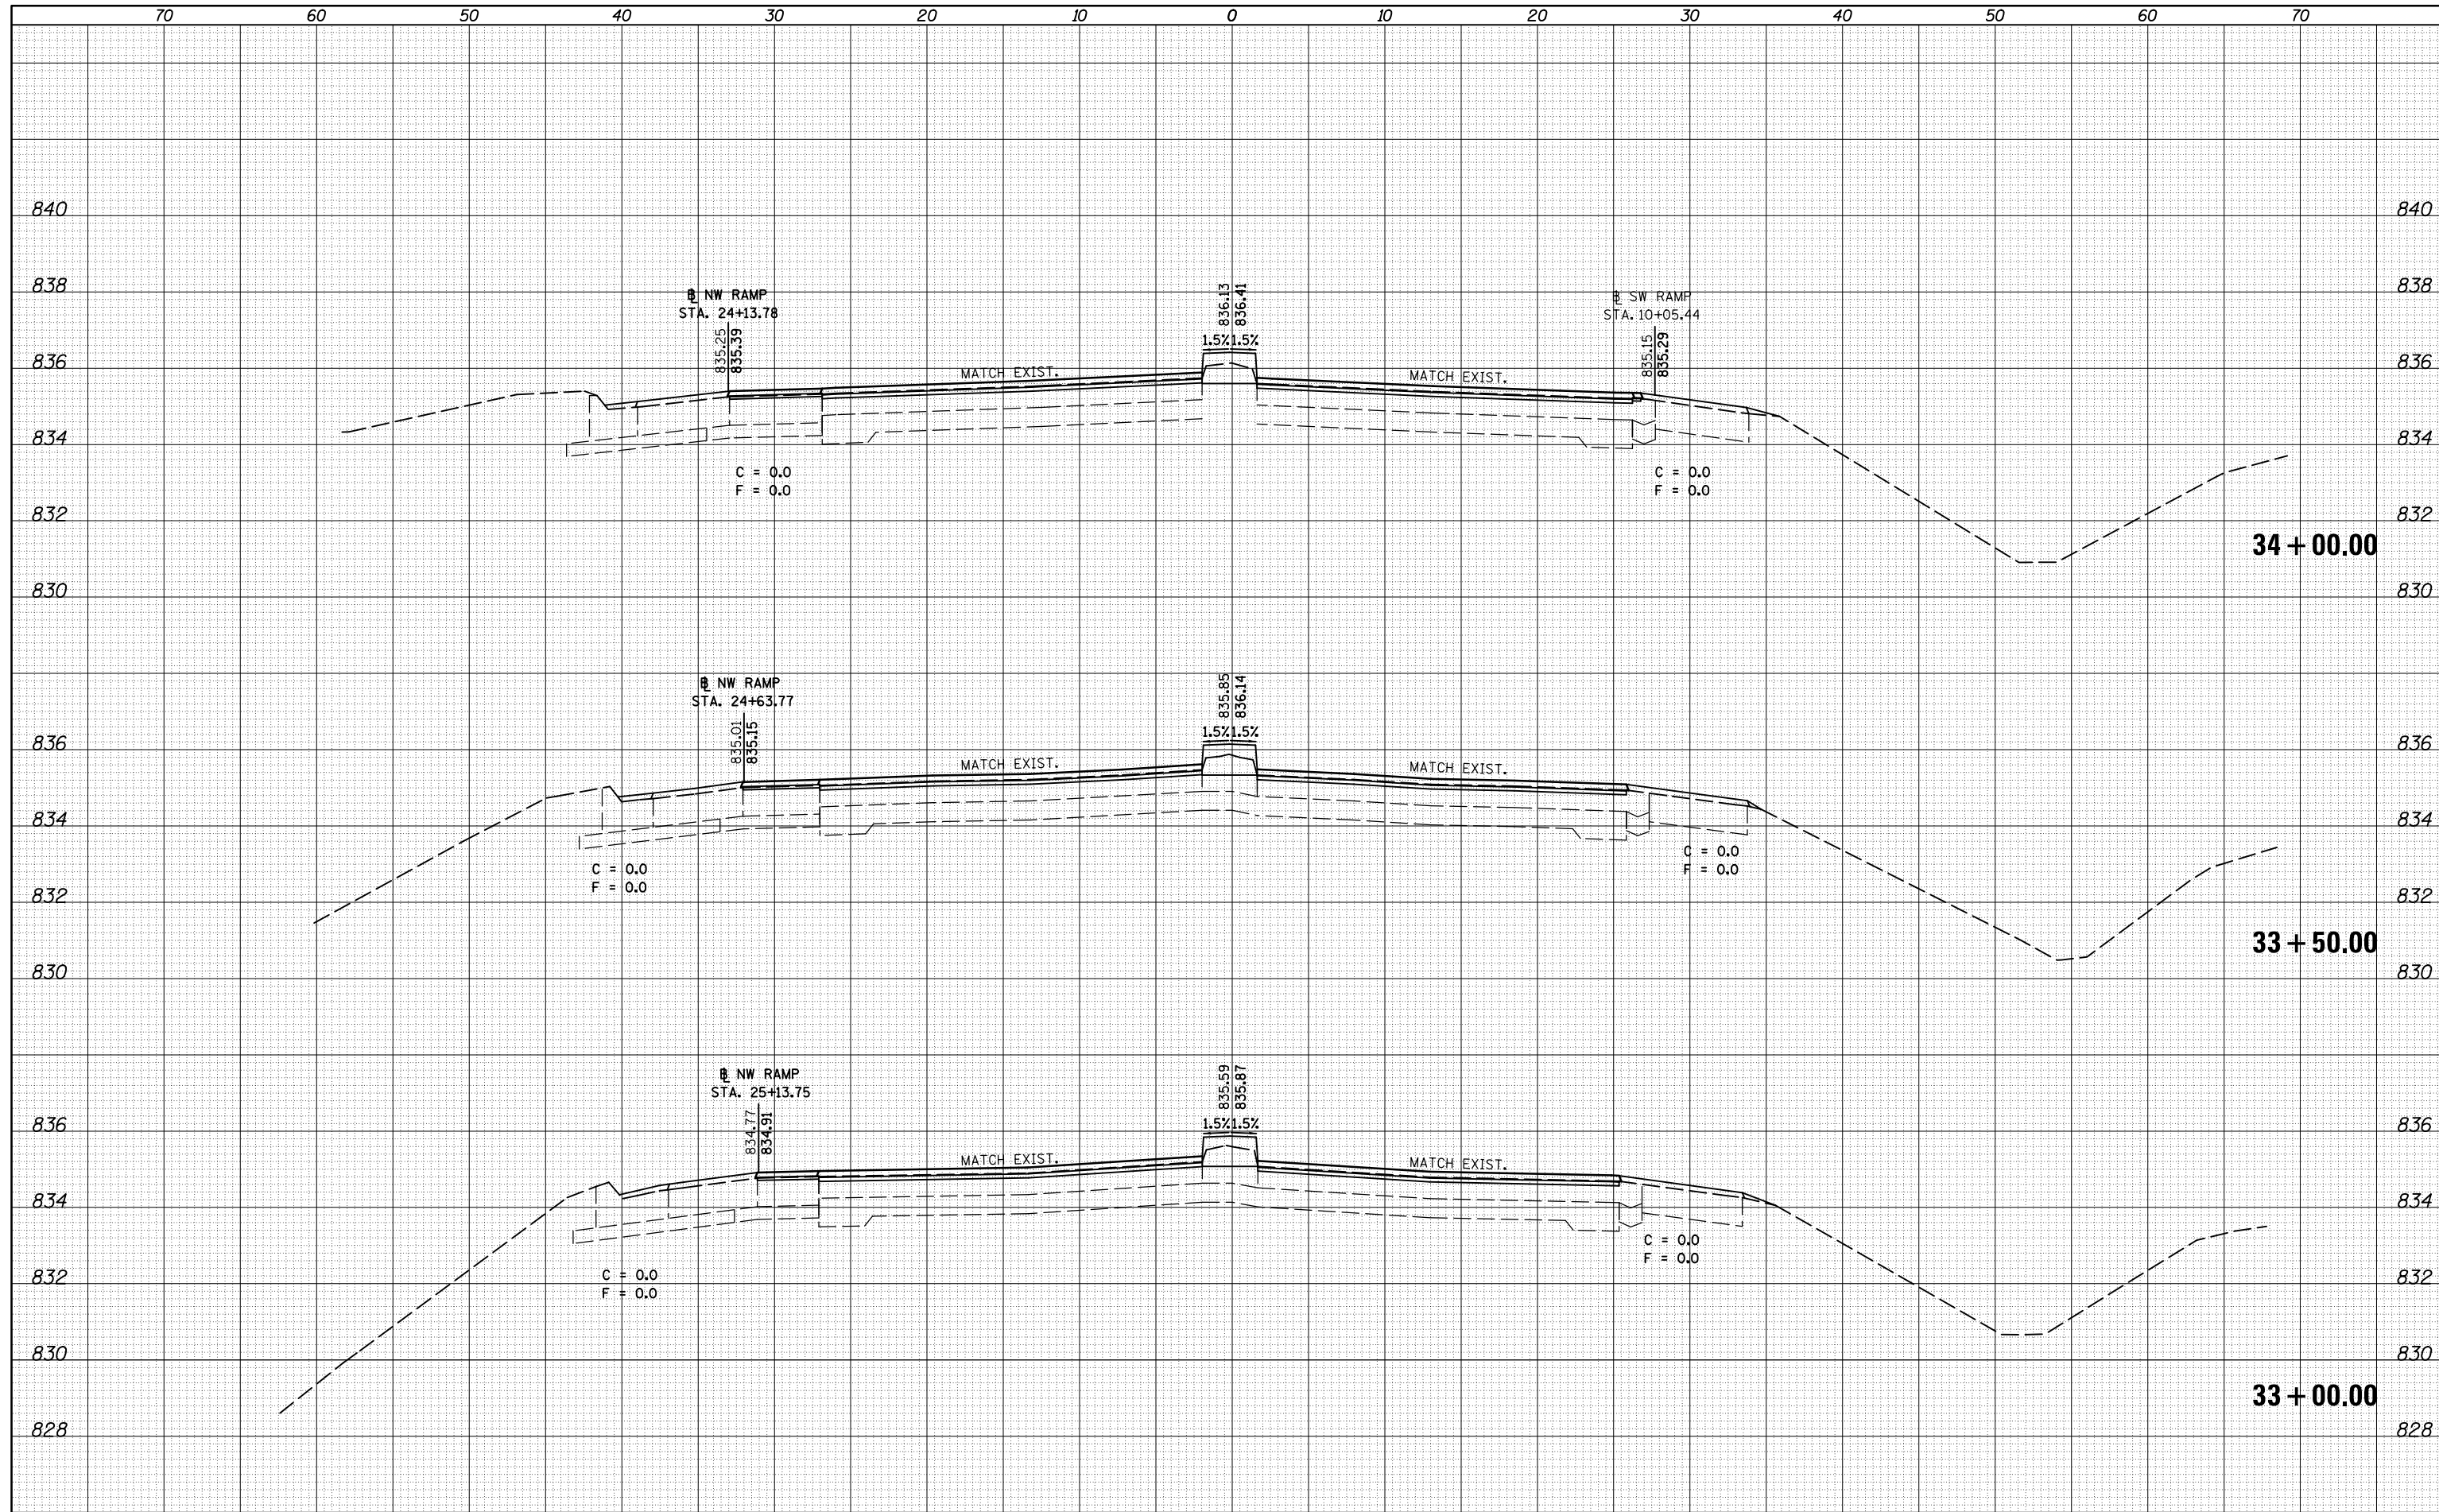 70 60 50 40 30 20 10 0 10 20 30 40 50 60 70
840 840
838 838
℄ NW RAMP
STA. 24+13.78
835.25
835.39
836.13
836.41
1.5% 1.5%
℄ SW RAMP
STA. 10+05.44
835.15
835.29
836 836
MATCH EXIST. MATCH EXIST.
834 834
C = 0.0 C = 0.0
F = 0.0 F = 0.0
832 832
34+00.00
830 830
℄ NW RAMP
STA. 24+63.77
835.01
835.15
835.85
836.14
1.5% 1.5%
836 836
MATCH EXIST. MATCH EXIST.
834 834
C = 0.0
F = 0.0
C = 0.0
F = 0.0
832 832
33+50.00
830 830
℄ NW RAMP
STA. 25+13.75
834.77
834.91
835.59
835.87
1.5% 1.5%
836 836
MATCH EXIST. MATCH EXIST.
834 834
C = 0.0
F = 0.0
C = 0.0
F = 0.0
832 832
830 830
33+00.00
828 828